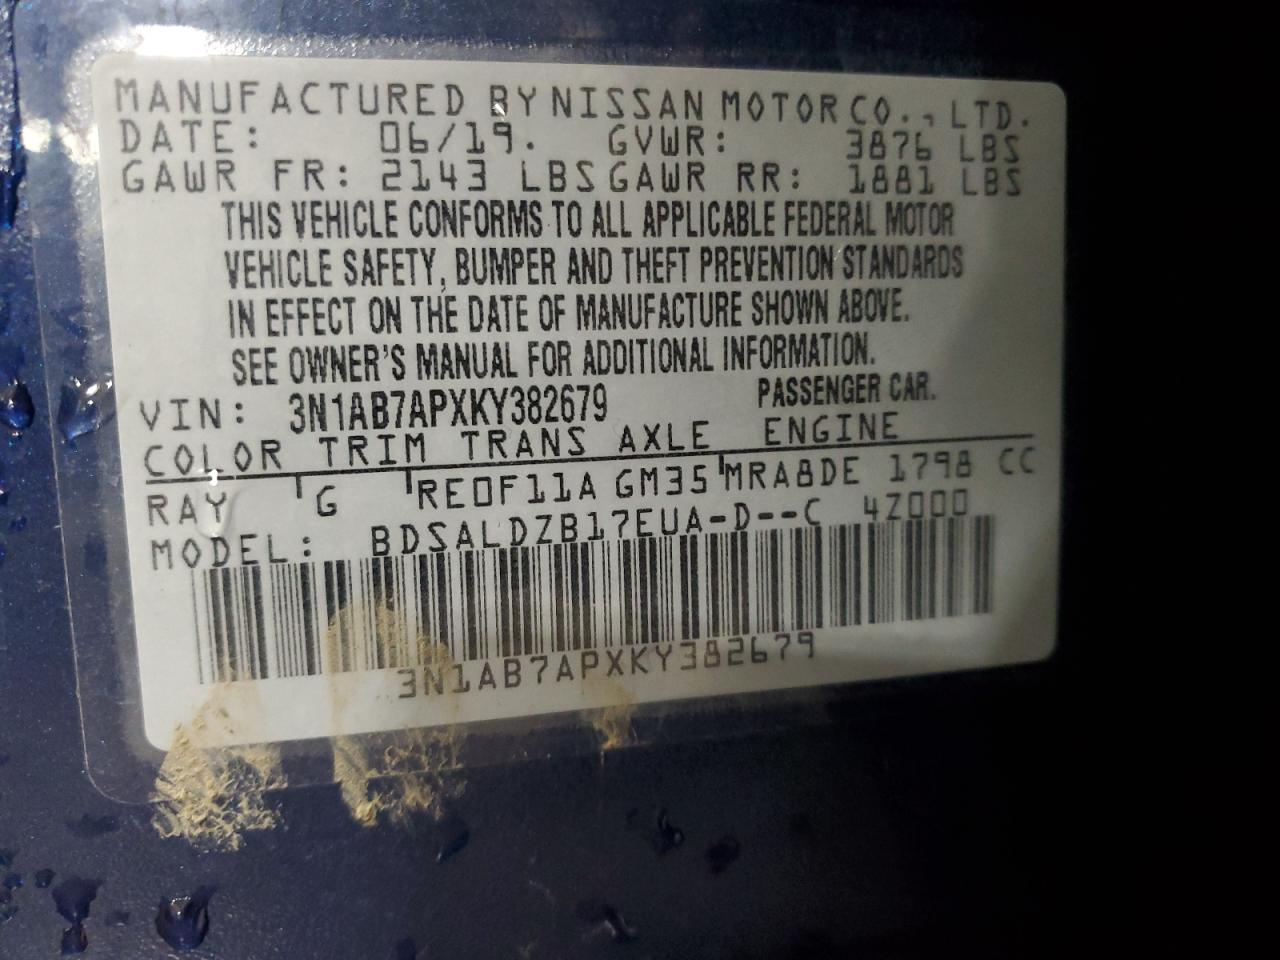 MANUFACTURED BY NISSAN MOTOR CO., LTD.
DATE: 06/19. GVWR: 3876 LBS
GAWR FR: 2143 LBS GAWR RR: 1881 LBS
THIS VEHICLE CONFORMS TO ALL APPLICABLE FEDERAL MOTOR
VEHICLE SAFETY, BUMPER AND THEFT PREVENTION STANDARDS
IN EFFECT ON THE DATE OF MANUFACTURE SHOWN ABOVE.
SEE OWNER'S MANUAL FOR ADDITIONAL INFORMATION.
VIN: 3N1AB7APXKY382679 PASSENGER CAR.
COLOR TRIM TRANS AXLE ENGINE
RAY G RE0F11A GM35 MRA8DE 1798 CC
MODEL: BDSALDZB17EUA-D--C 4Z000
3N1AB7APXKY382679